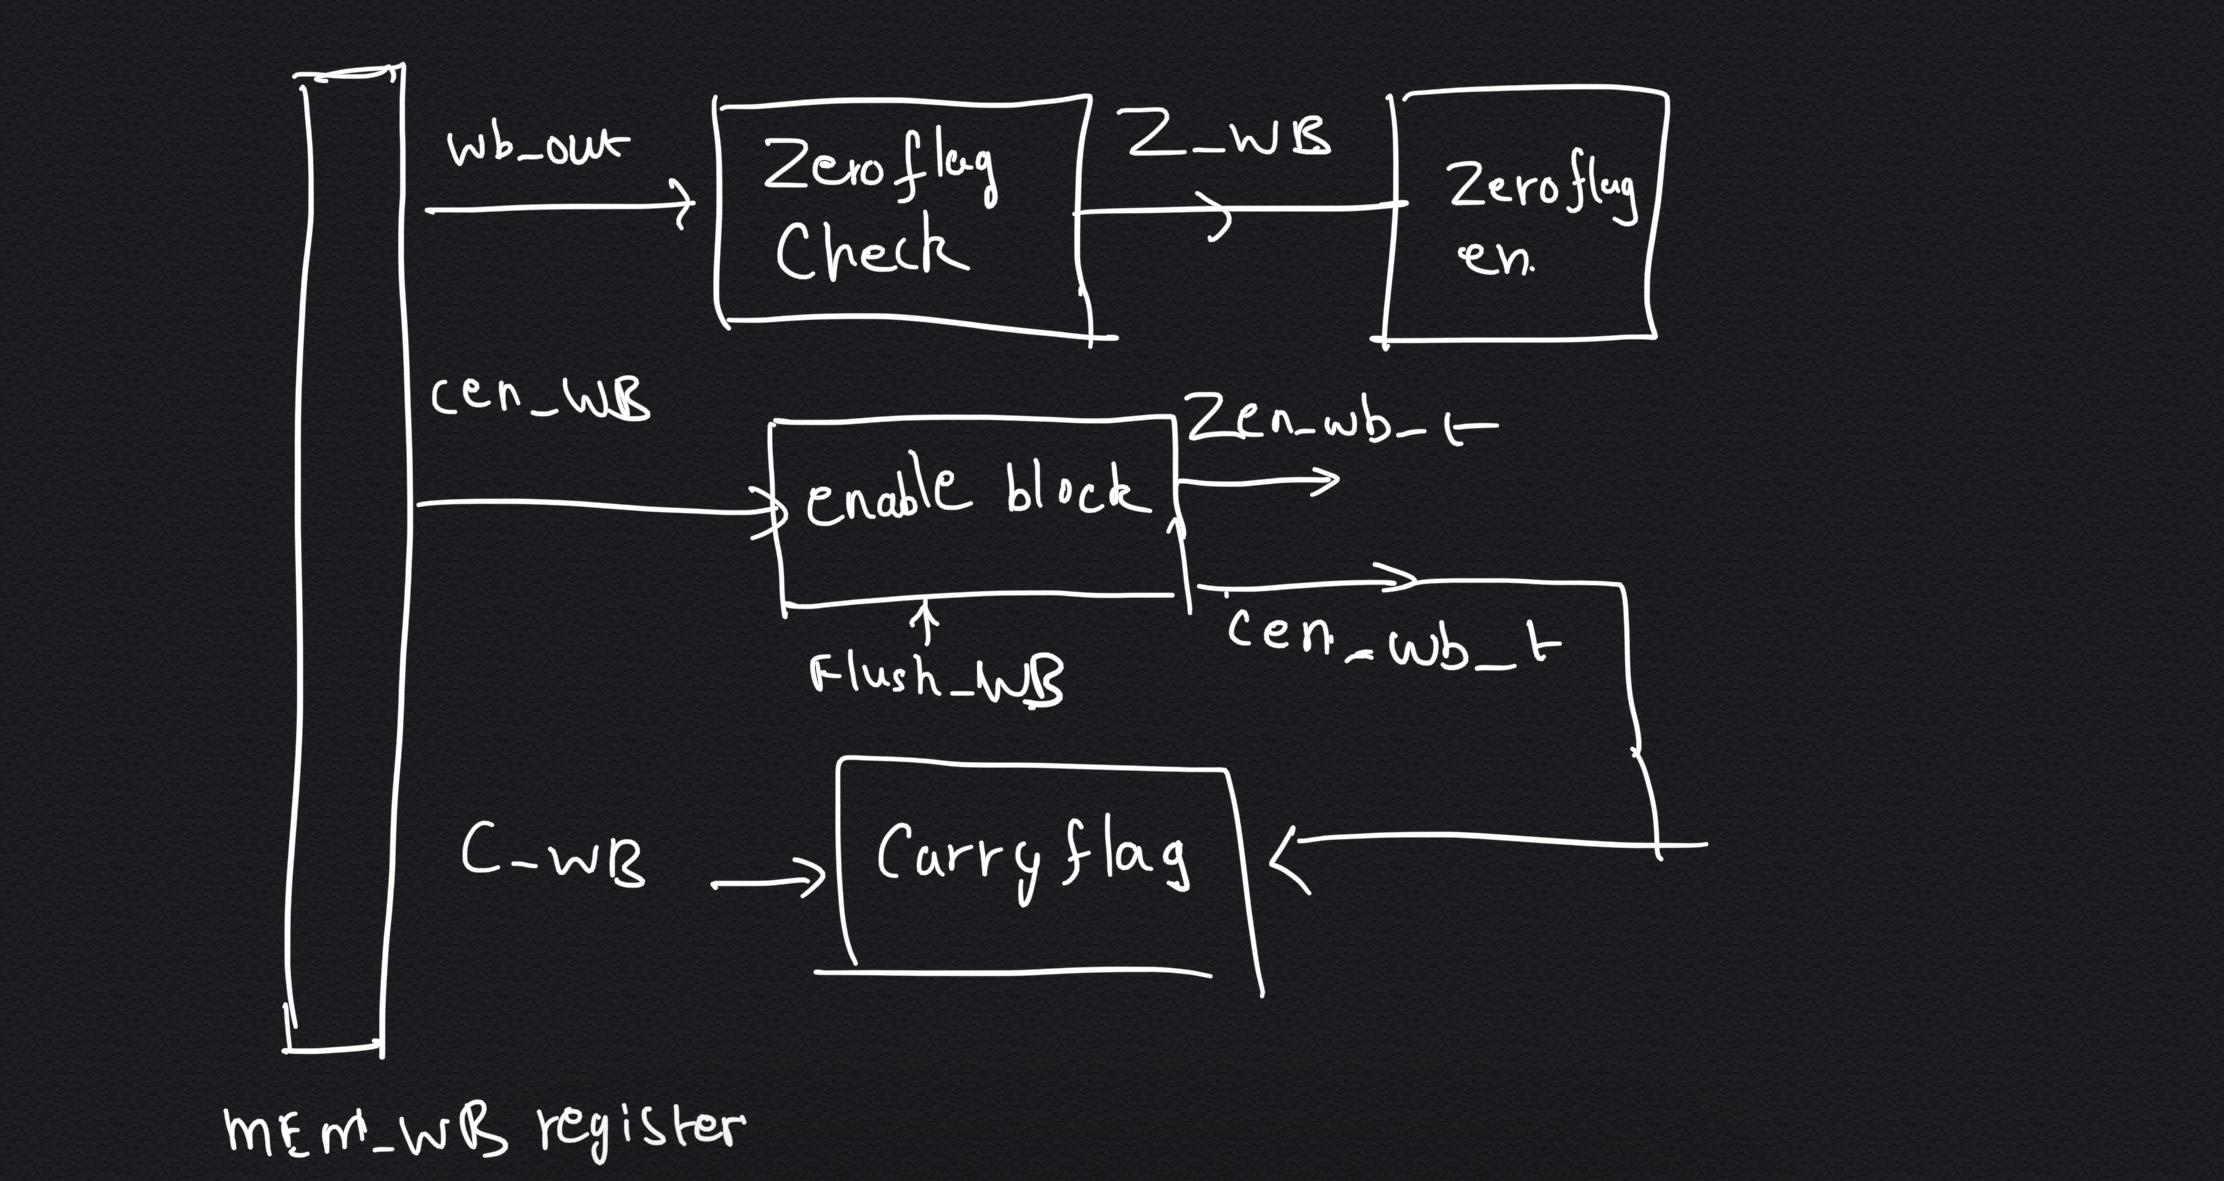 wb_out
Zeroflag
Check
Z_WB
Zeroflag
en.
cen_WB
enable block
Zen_wb_t
Flush_WB
cen_wb_t
C_WB
Carryflag
MEM_WB register